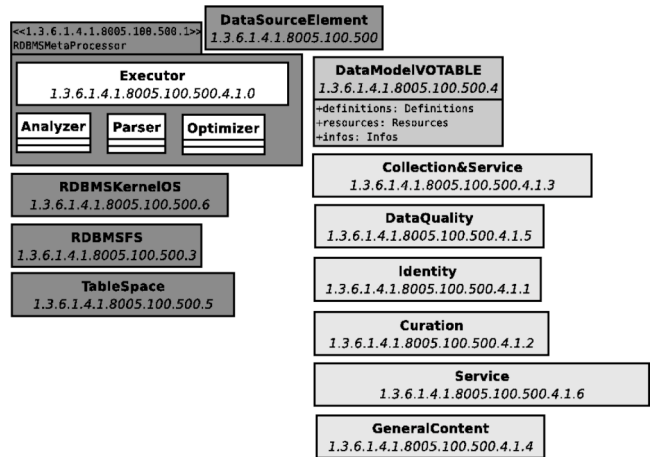 DataSourceElement
1.3.6.1.4.1.8005.100.500
<<1.3.6.1.4.1.8005.100.500.1>>
RDBMSMetaProcessor
Executor
1.3.6.1.4.1.8005.100.500.4.1.0
Analyzer
Parser
Optimizer
RDBMSKernelOS
1.3.6.1.4.1.8005.100.500.6
RDBMSFS
1.3.6.1.4.1.8005.100.500.3
TableSpace
1.3.6.1.4.1.8005.100.500.5
DataModelVOTABLE
1.3.6.1.4.1.8005.100.500.4
+definitions: Definitions
+resources: Resources
+infos: Infos
Collection&Service
1.3.6.1.4.1.8005.100.500.4.1.3
DataQuality
1.3.6.1.4.1.8005.100.500.4.1.5
Identity
1.3.6.1.4.1.8005.100.500.4.1.1
Curation
1.3.6.1.4.1.8005.100.500.4.1.2
Service
1.3.6.1.4.1.8005.100.500.4.1.6
GeneralContent
1.3.6.1.4.1.8005.100.500.4.1.4